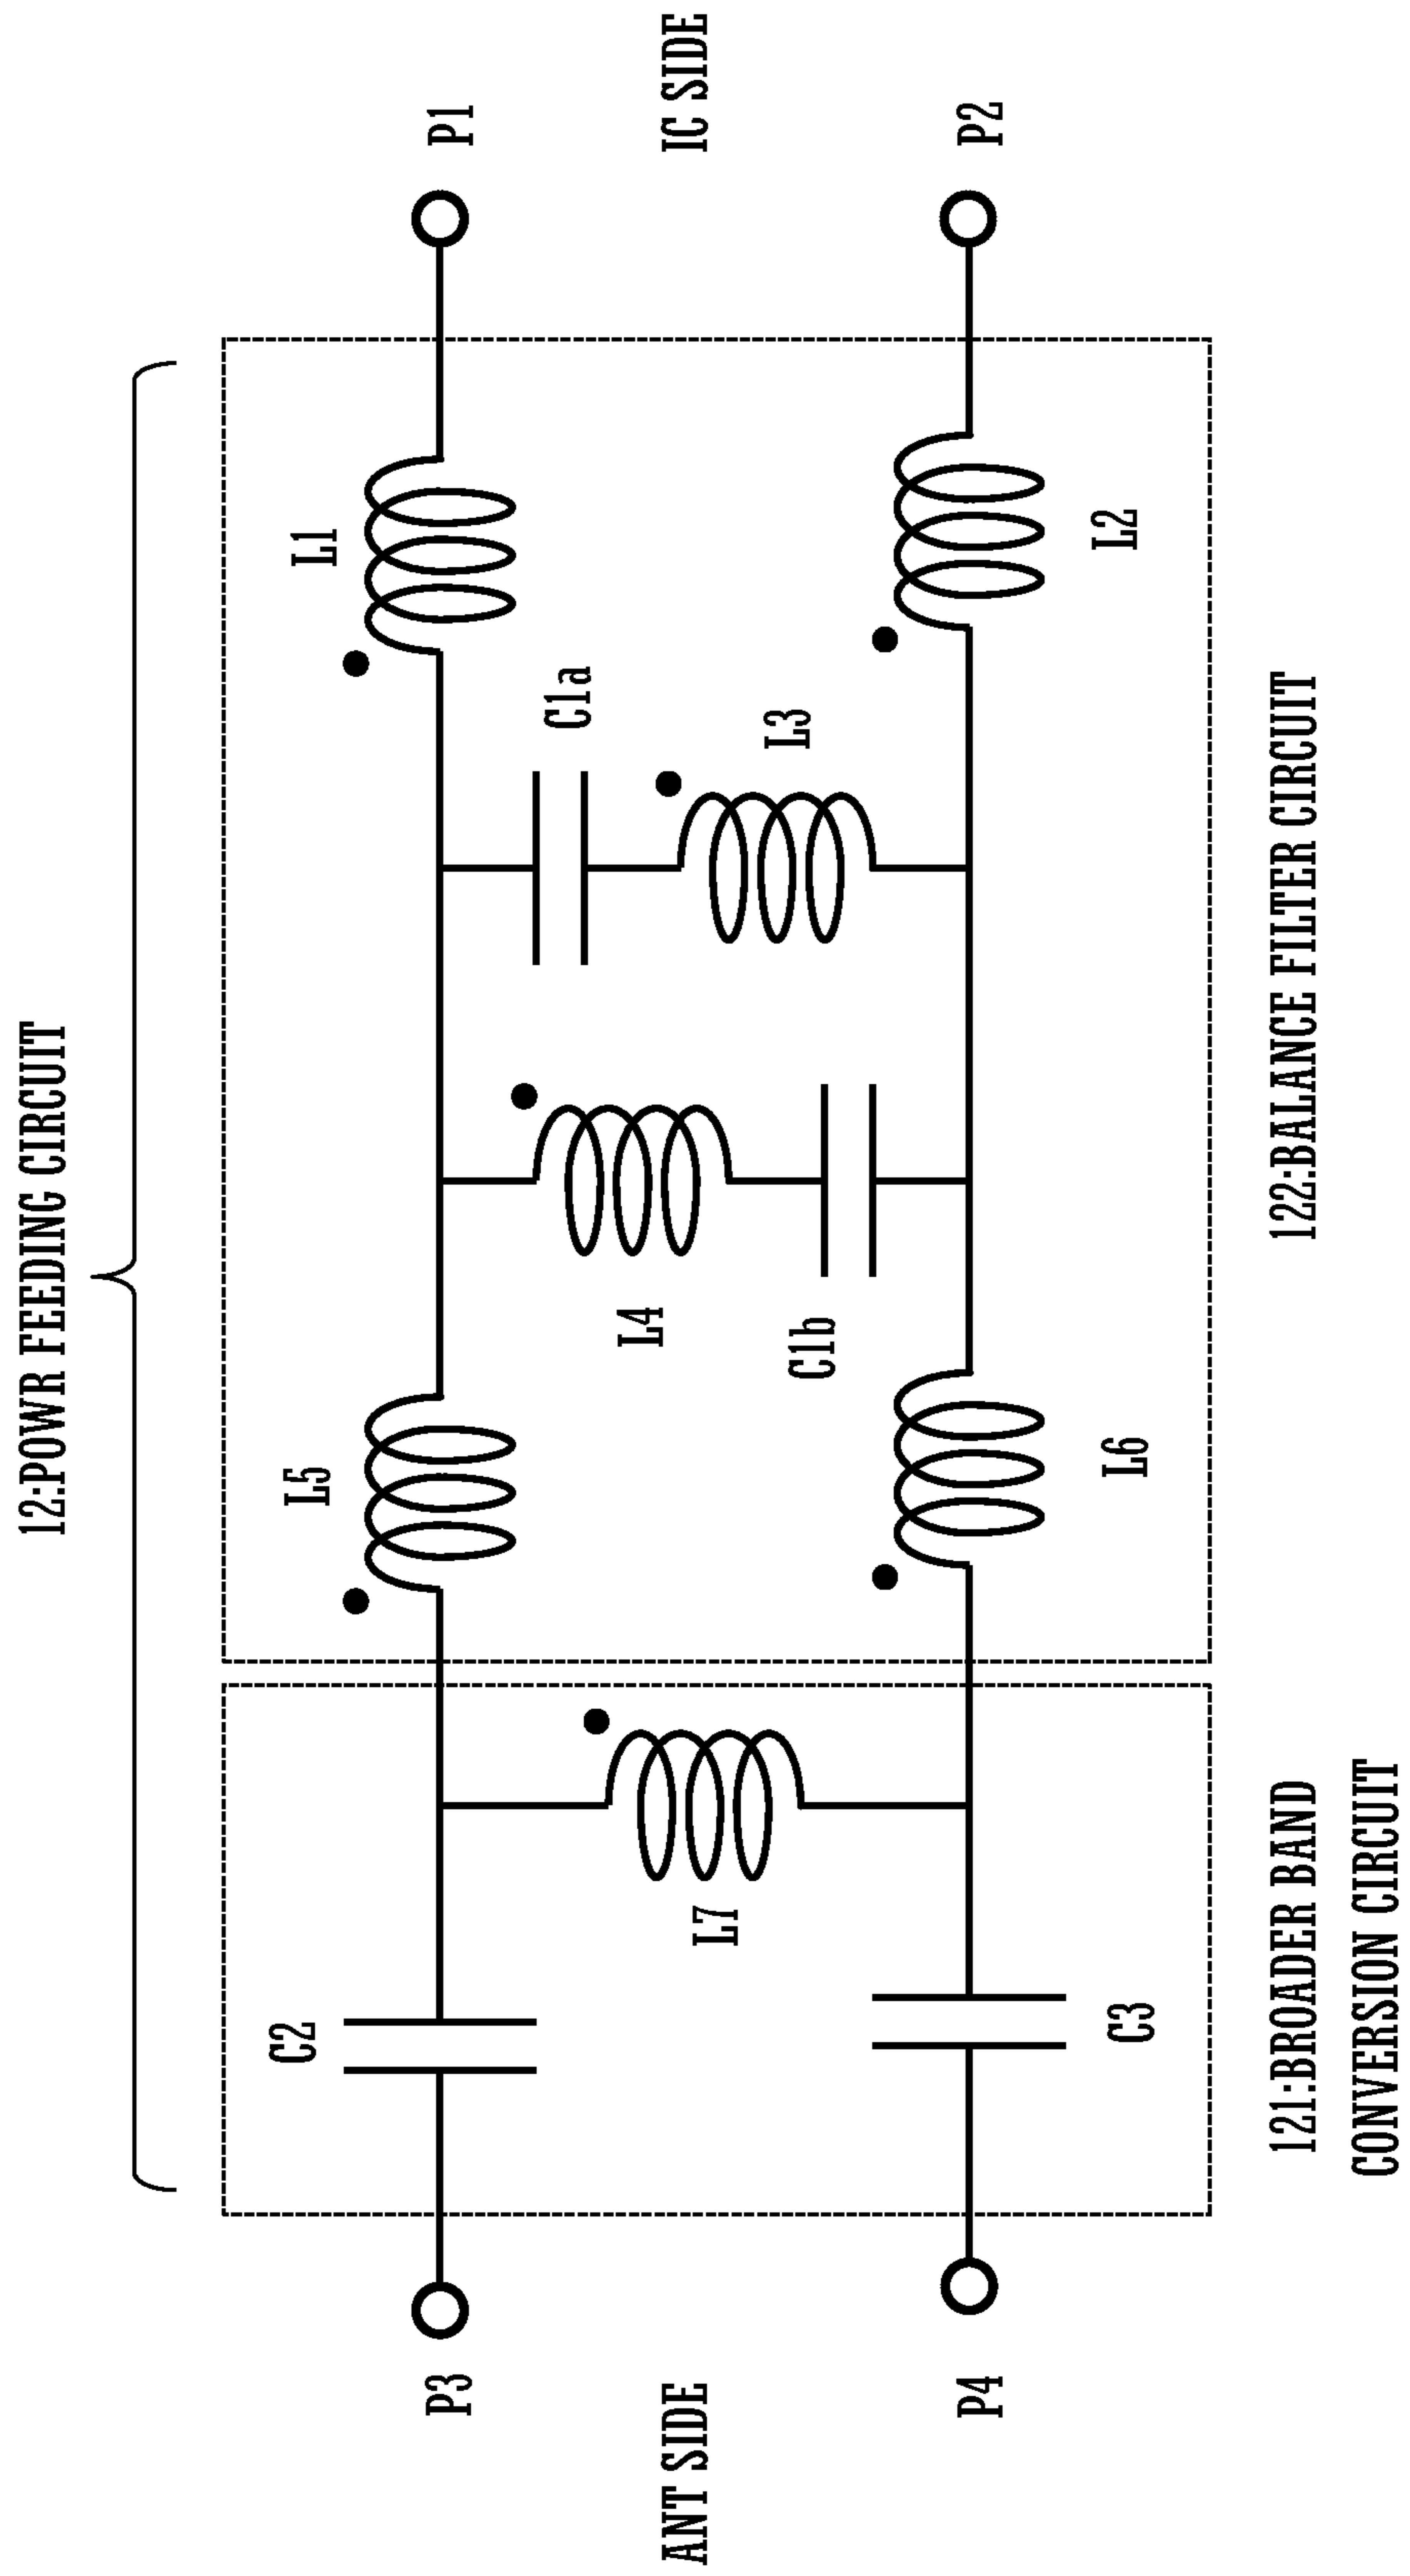 12:POWR FEEDING CIRCUIT
ANT SIDE
IC SIDE
P3
P1
P4
P2
C2
L5
L1
C1a
L4
L3
L7
C1b
C3
L6
L2
121:BROADER BAND
CONVERSION CIRCUIT
122:BALANCE FILTER CIRCUIT